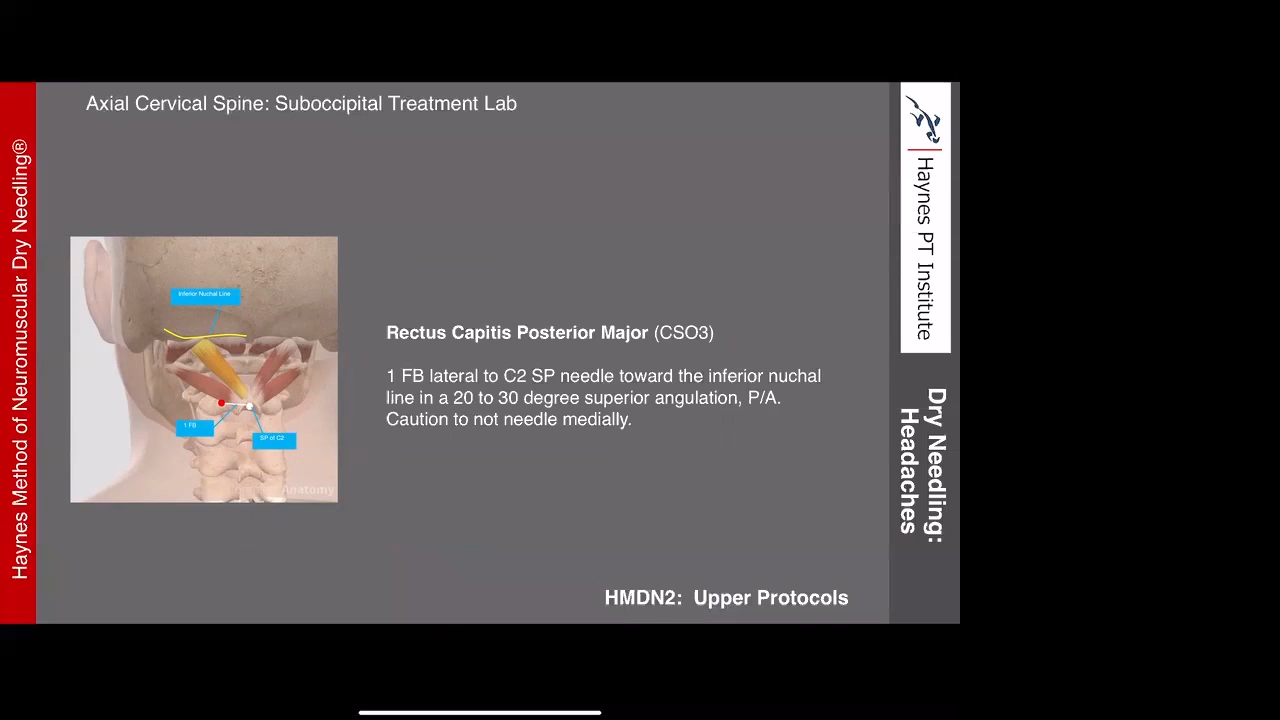 Haynes Method of Neuromuscular Dry Needling®
Axial Cervical Spine: Suboccipital Treatment Lab
Inferior Nuchal Line
1 FB
SP of C2
Anatomy
Rectus Capitis Posterior Major (CSO3)
1 FB lateral to C2 SP needle toward the inferior nuchal
line in a 20 to 30 degree superior angulation, P/A.
Caution to not needle medially.
HMDN2: Upper Protocols
Haynes PT Institute
Dry Needling:
Headaches